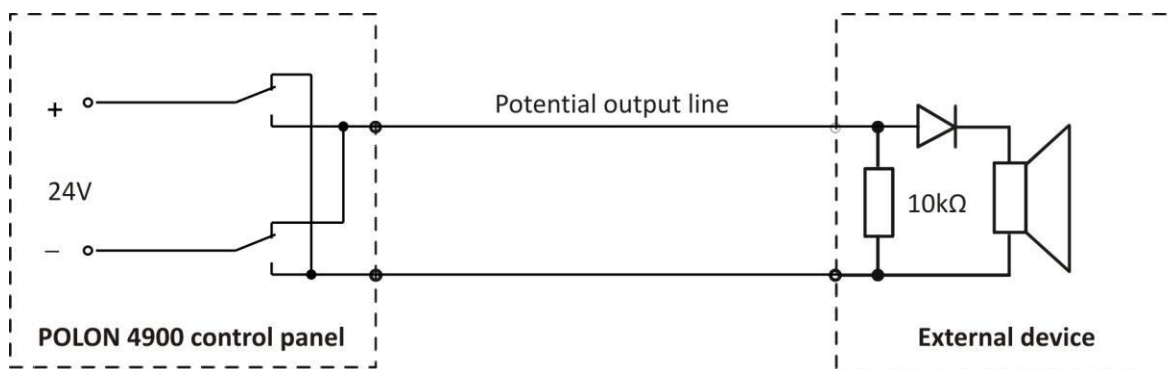 +
Potential output line
24V
10kΩ
–
POLON 4900 control panel
External device